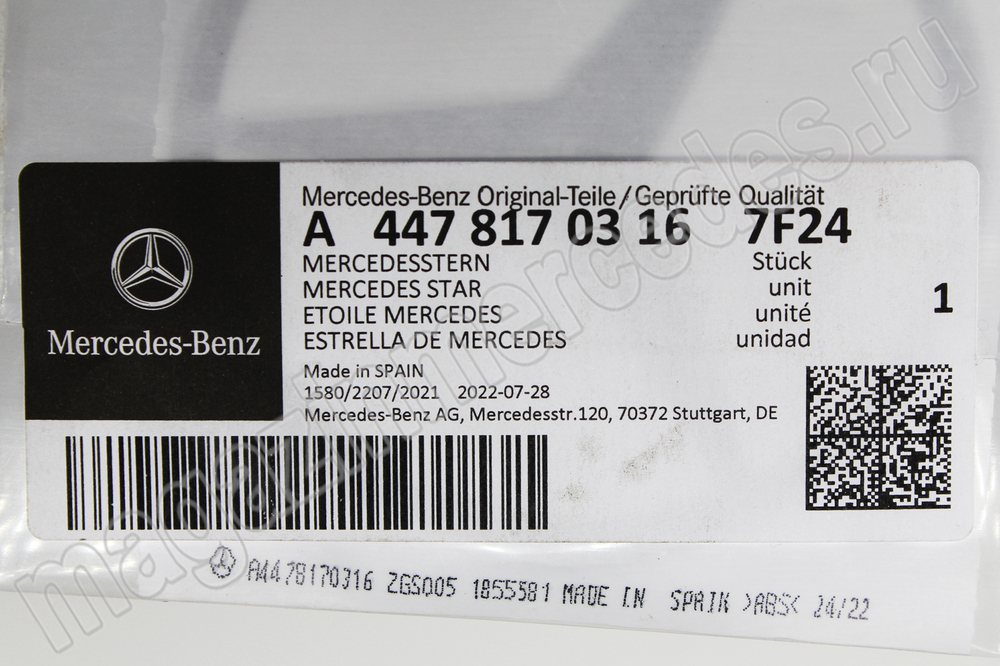 Mercedes-Benz Original-Teile/Geprüfte Qualität
A 447 817 03 16 7F24
MERCEDESSTERN Stück
MERCEDES STAR unit
ETOILE MERCEDES unité
ESTRELLA DE MERCEDES unidad
1
Mercedes-Benz
Made in SPAIN
1580/2207/2021 2022-07-28
Mercedes-Benz AG, Mercedesstr.120, 70372 Stuttgart, DE
A4478170316 ZGS005 1855581 MADE IN SPAIN >ABS< 24/22
magazinmercedes.ru